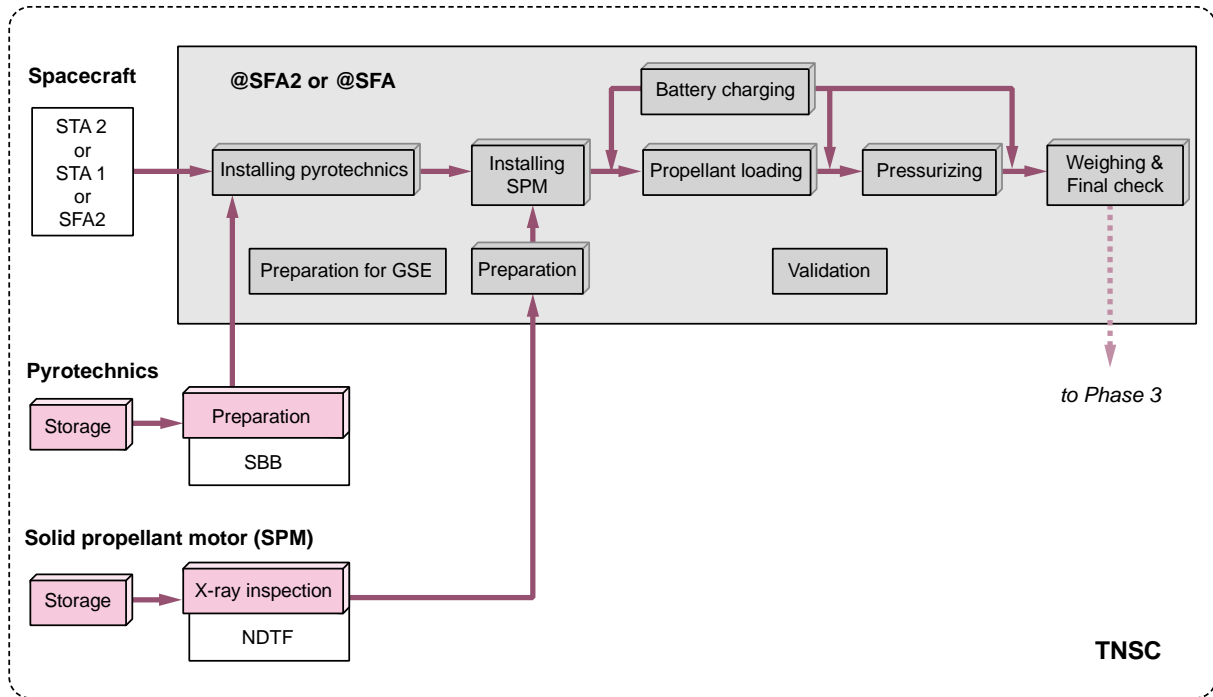 Spacecraft
@SFA2 or @SFA
Battery charging
STA 2
or
STA 1
or
SFA2
Installing pyrotechnics
Installing
SPM
Propellant loading
Pressurizing
Weighing &
Final check
Preparation for GSE
Preparation
Validation
Pyrotechnics
to Phase 3
Storage
Preparation
SBB
Solid propellant motor (SPM)
Storage
X-ray inspection
NDTF
TNSC